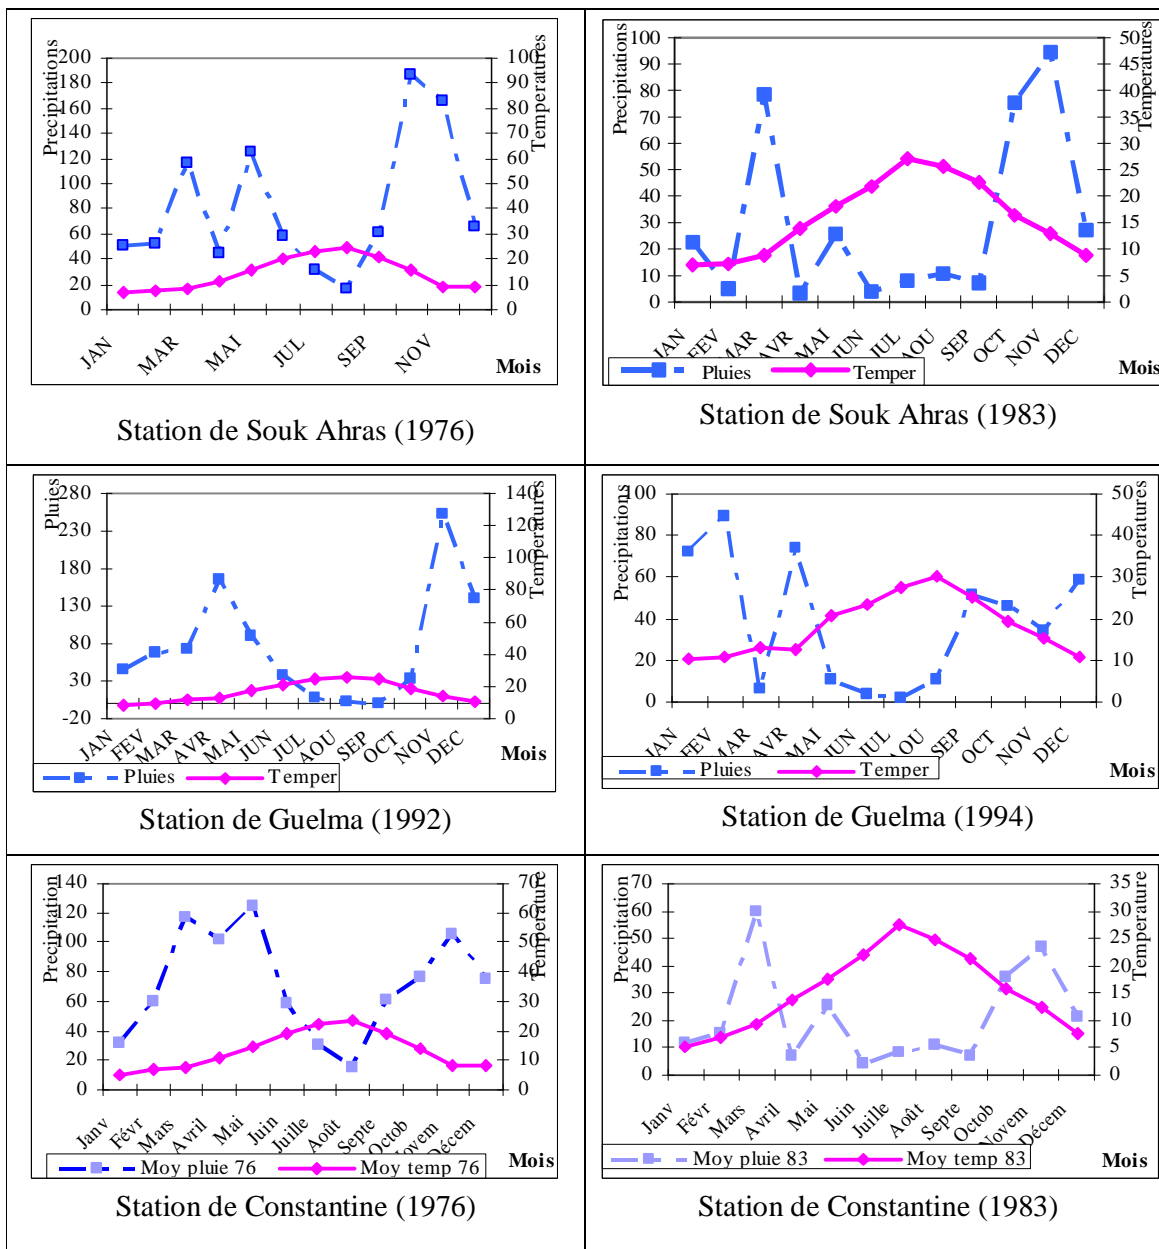 Precipitations
Temperatures
200
180
160
140
120
100
80
60
40
20
0
100
90
80
70
60
50
40
30
20
10
0
JAN
MAR
MAI
JUL
SEP
NOV
Mois
Station de Souk Ahras (1976)
Precipitations
Temperatures
100
90
80
70
60
50
40
30
20
10
0
50
45
40
35
30
25
20
15
10
5
0
JAN
FEV
MAR
AVR
MAI
JUN
JUL
AOU
SEP
OCT
NOV
DEC
Mois
Pluies
Temper
Station de Souk Ahras (1983)
Pluies
Temperatures
280
230
180
130
80
30
-20
140
120
100
80
60
40
20
0
JAN
FEV
MAR
AVR
MAI
JUN
JUL
AOU
SEP
OCT
NOV
DEC
Mois
Pluies
Temper
Station de Guelma (1992)
Precipitations
Temperatures
100
80
60
40
20
0
50
40
30
20
10
0
JAN
FEV
MAR
AVR
MAI
JUN
JUL
AOU
SEP
OCT
NOV
DEC
Mois
Pluies
Temper
Station de Guelma (1994)
Precipitation
Temperature
140
120
100
80
60
40
20
0
70
60
50
40
30
20
10
0
Janv
Févr
Mars
Avril
Mai
Juin
Juille
Août
Septe
Octob
Novem
Décem
Mois
Moy pluie 76
Moy temp 76
Station de Constantine (1976)
Precipitation
Temperature
70
60
50
40
30
20
10
0
35
30
25
20
15
10
5
0
Janv
Févr
Mars
Avril
Mai
Juin
Juille
Août
Septe
Octob
Novem
Décem
Mois
Moy pluie 83
Moy temp 83
Station de Constantine (1983)